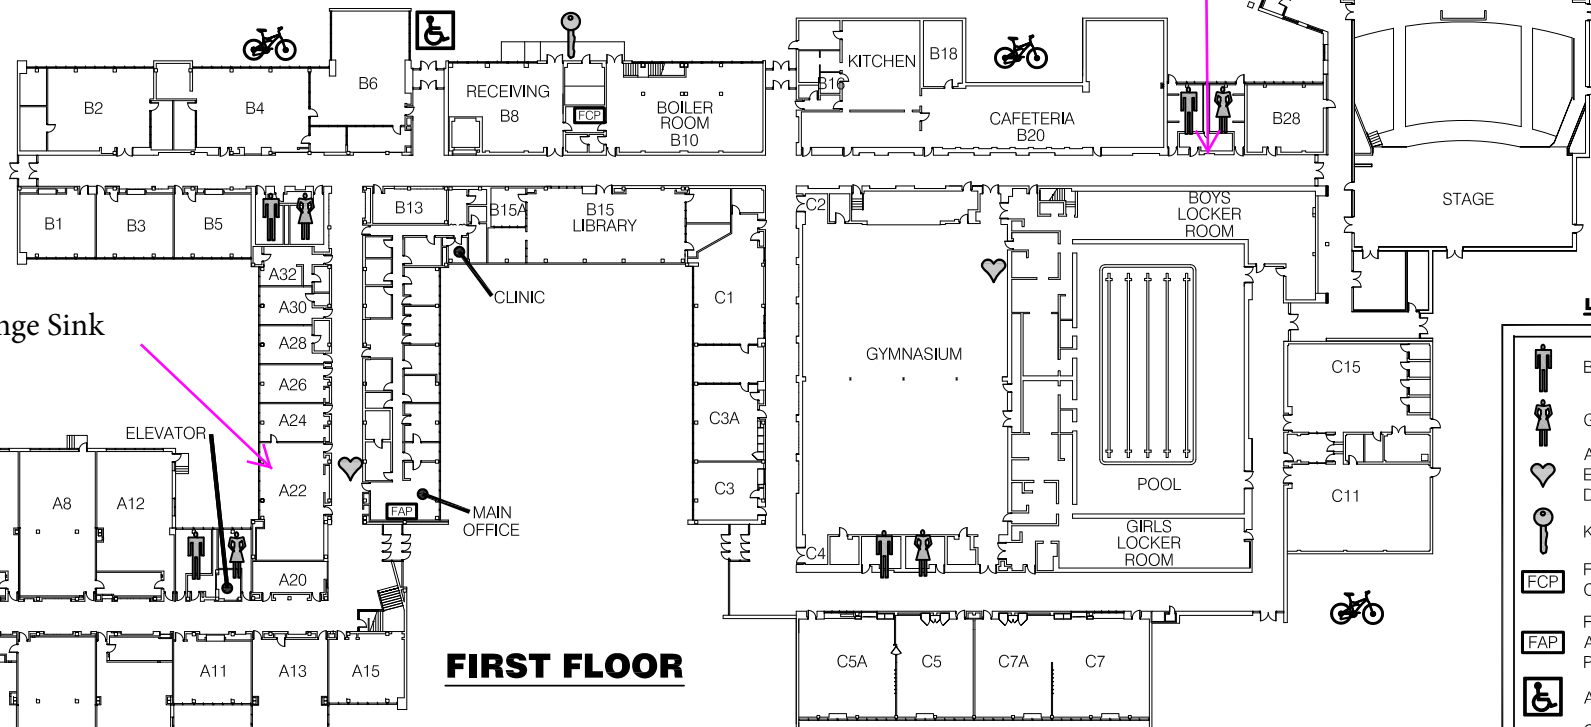 B2
B4
B6
RECEIVING
B8
FCP
BOILER
ROOM
B10
KITCHEN
B16
B18
CAFETERIA
B20
B28
STAGE
B1
B3
B5
B13
B15A
B15
LIBRARY
C2
BOYS
LOCKER
ROOM
A32
A30
A28
A26
A24
A22
A20
CLINIC
C1
C3A
C3
GYMNASIUM
POOL
GIRLS
LOCKER
ROOM
C4
C15
C11
Sink
ELEVATOR
A8
A12
FAP
MAIN
OFFICE
A11
A13
A15
FIRST FLOOR
C5A
C5
C7A
C7
FCP
FAP